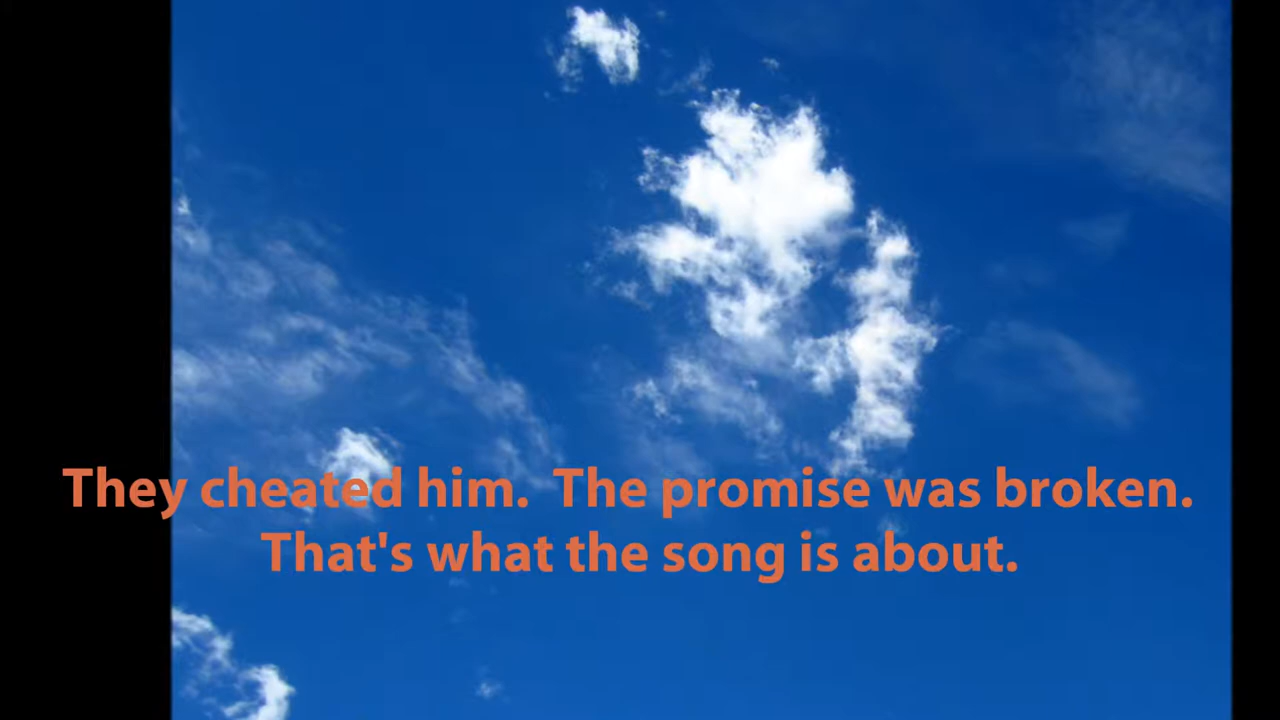 They cheated him.  The promise was broken.
That's what the song is about.